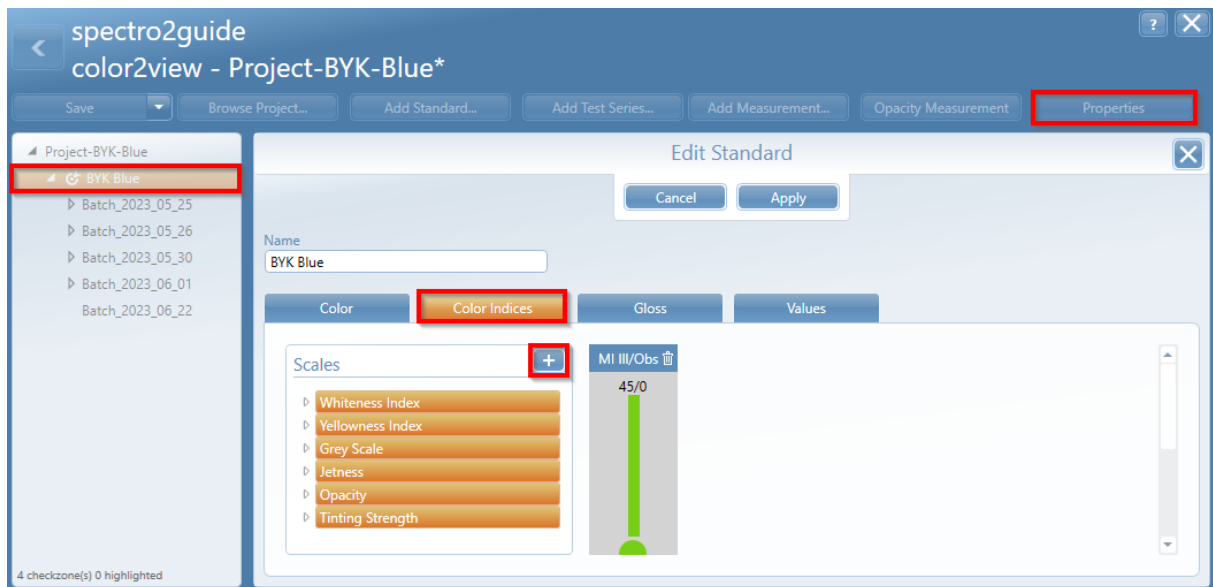 spectro2guide
color2view - Project-BYK-Blue*
?
Save
Browse Project...
Add Standard...
Add Test Series...
Add Measurement...
Opacity Measurement
Properties
Project-BYK-Blue
BYK Blue
Batch_2023_05_25
Batch_2023_05_26
Batch_2023_05_30
Batch_2023_06_01
Batch_2023_06_22
4 checkzone(s) 0 highlighted
Edit Standard
Cancel
Apply
Name
BYK Blue
Color
Color Indices
Gloss
Values
Scales
+
Whiteness Index
Yellowness Index
Grey Scale
Jetness
Opacity
Tinting Strength
MI III/Obs
45/0